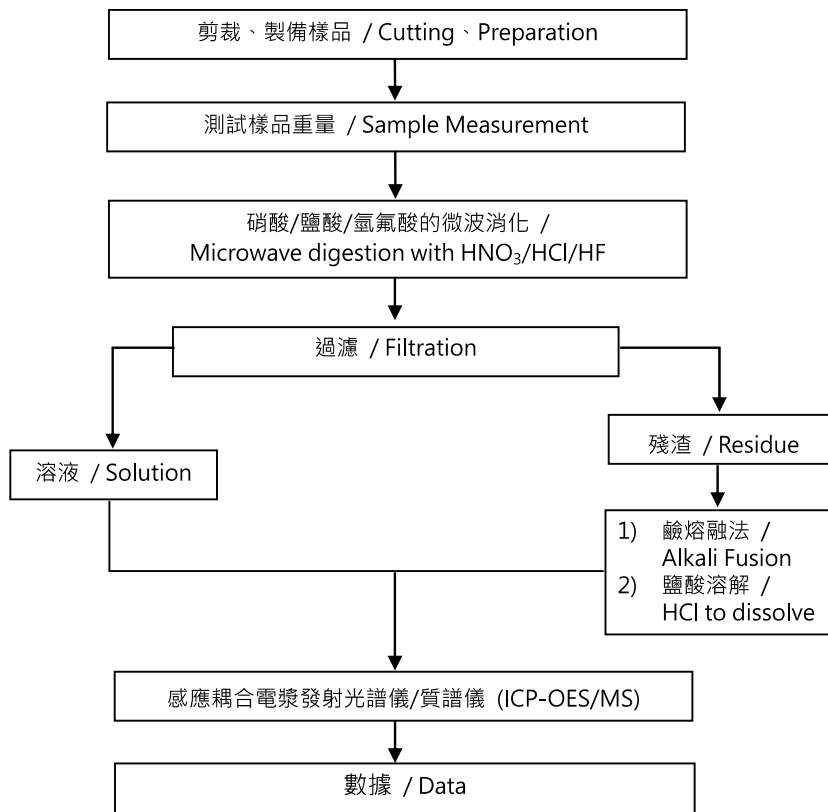 剪裁、製備樣品 / Cutting、Preparation
測試樣品重量 / Sample Measurement
硝酸/鹽酸/氫氟酸的微波消化 /
Microwave digestion with HNO₃/HCl/HF
過濾 / Filtration
溶液 / Solution
殘渣 / Residue
1) 鹼熔融法 /
Alkali Fusion
2) 鹽酸溶解 /
HCl to dissolve
感應耦合電漿發射光譜儀/質譜儀 (ICP-OES/MS)
數據 / Data